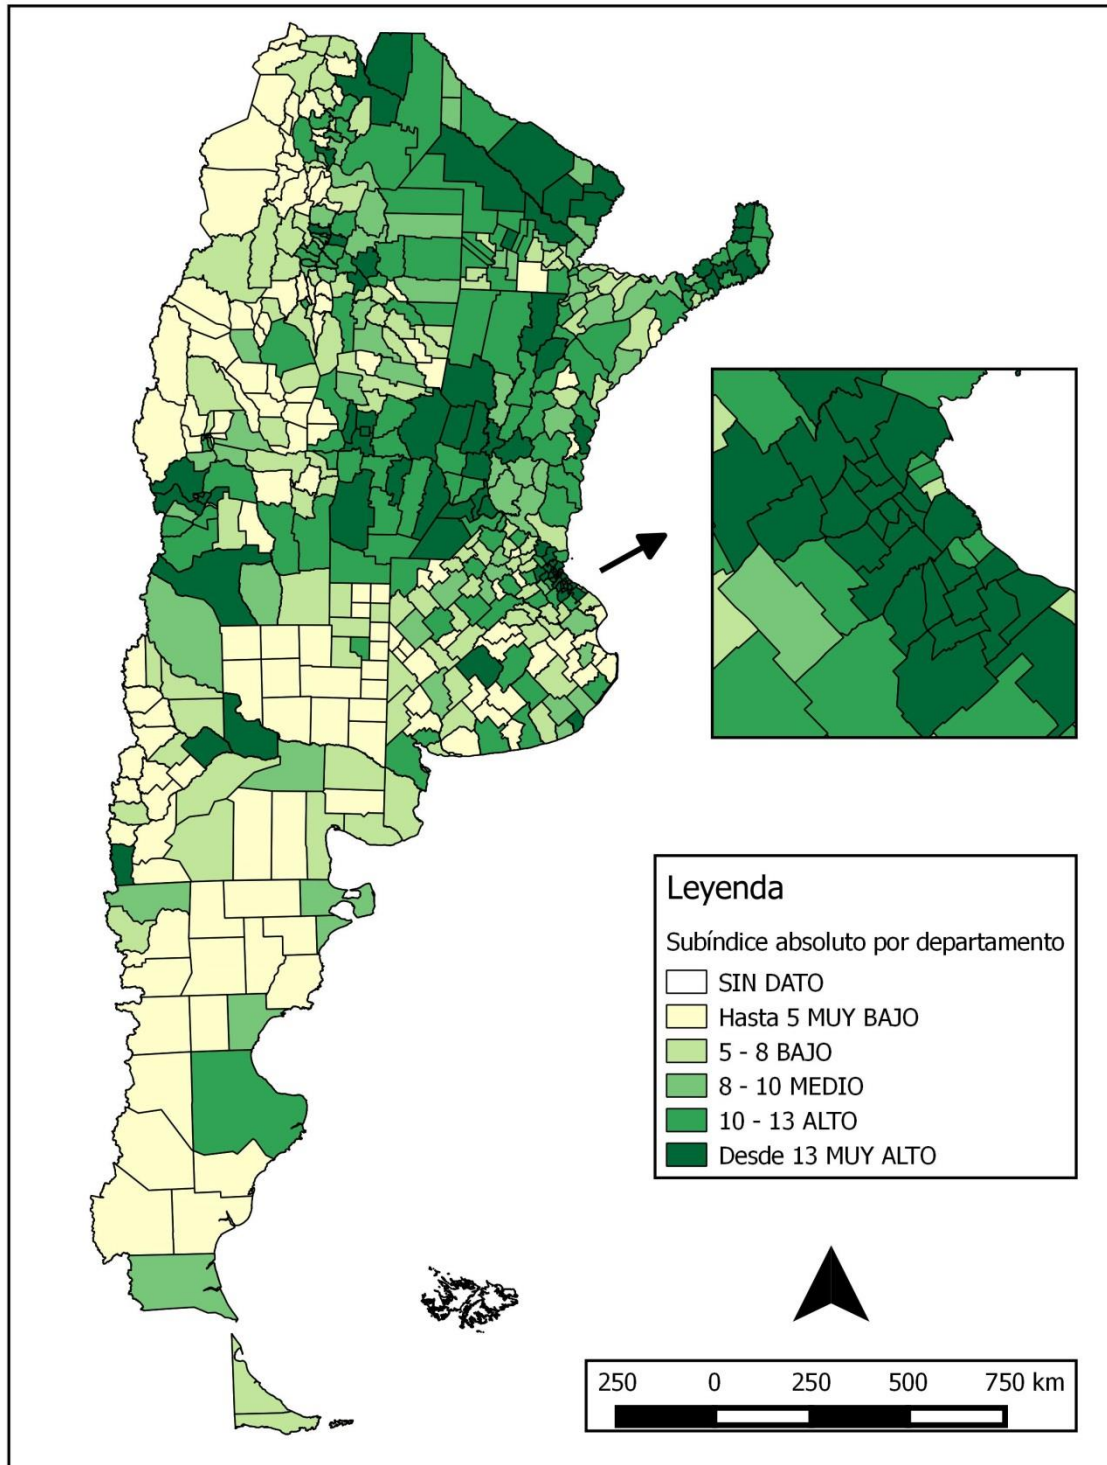 Leyenda
Subíndice absoluto por departamento
SIN DATO
Hasta 5 MUY BAJO
5 - 8 BAJO
8 - 10 MEDIO
10 - 13 ALTO
Desde 13 MUY ALTO
250 0 250 500 750 km